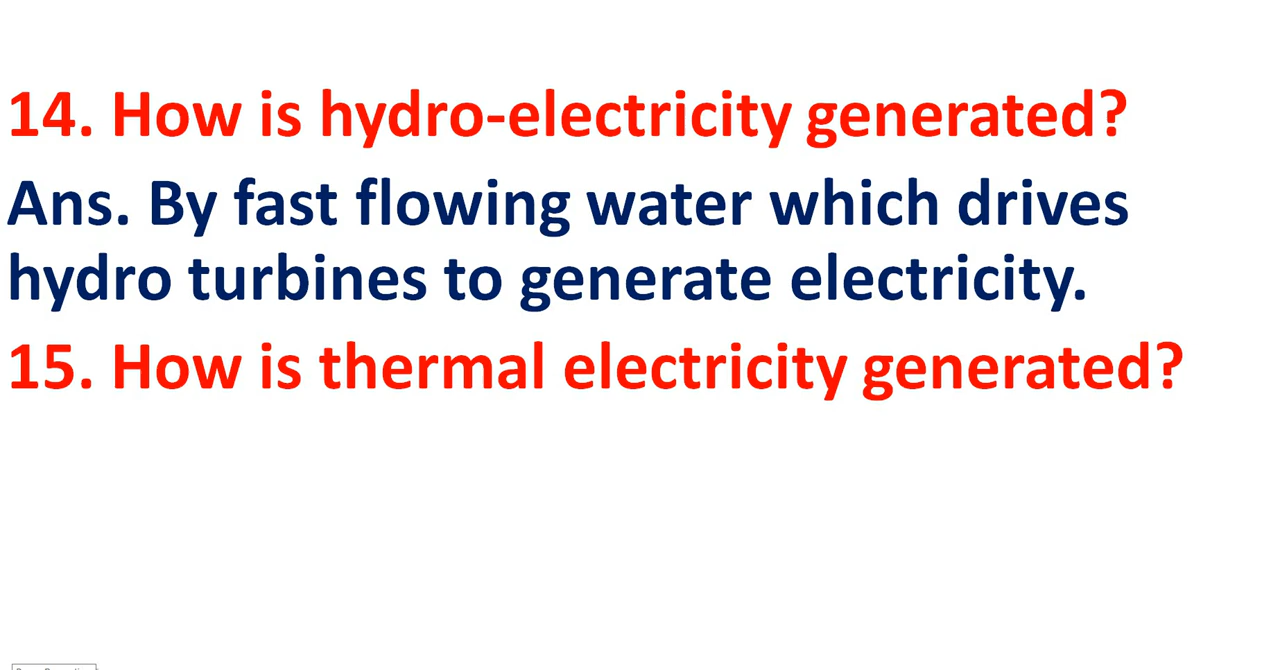 14. How is hydro-electricity generated?
Ans. By fast flowing water which drives
hydro turbines to generate electricity.
15. How is thermal electricity generated?